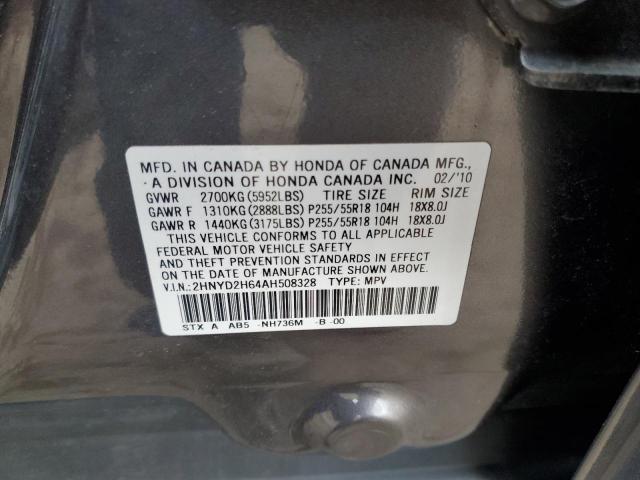 MFD. IN CANADA BY HONDA OF CANADA MFG.,
A DIVISION OF HONDA CANADA INC. 02/'10
GVWR 2700KG(5952LBS) TIRE SIZE RIM SIZE
GAWR F 1310KG(2888LBS)P255/55R18 104H 18X8.0J
GAWR R 1440KG(3175LBS)P255/55R18 104H 18X8.0J
THIS VEHICLE CONFORMS TO ALL APPLICABLE
FEDERAL MOTOR VEHICLE SAFETY
AND THEFT PREVENTION STANDARDS IN EFFECT
ON THE DATE OF MANUFACTURE SHOWN ABOVE.
V.I.N.:2HNYD2H64AH508328 TYPE: MPV
STX A AB5 -NH736M -B -00